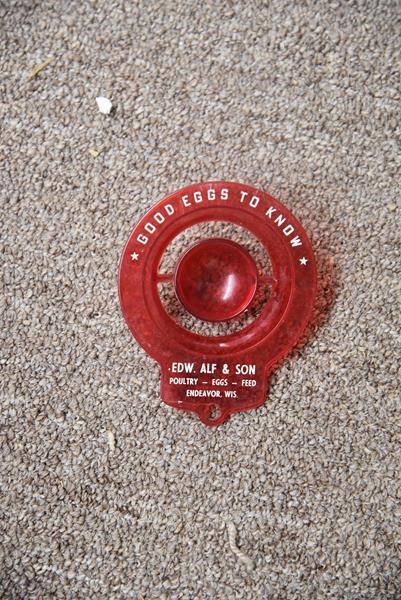 ★ GOOD EGGS TO KNOW ★
EDW. ALF & SON
POULTRY – EGGS – FEED
ENDEAVOR, WIS.